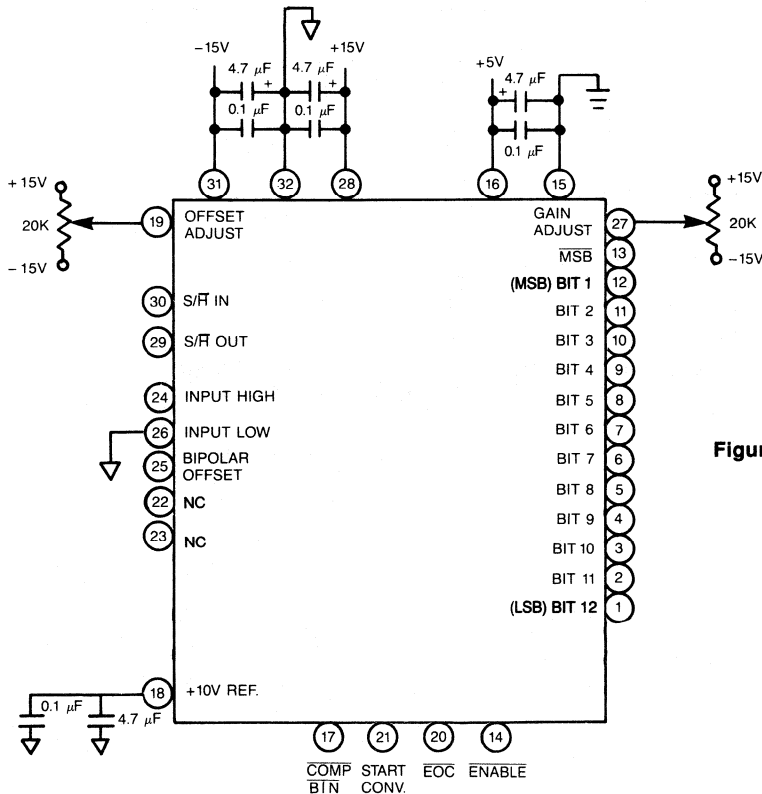 −15V +15V
4.7 μF 4.7 μF
+ +
0.1 μF 0.1 μF
+5V
4.7 μF
+
0.1 μF
31 32 28 16 15
+15V
20K
−15V
19 OFFSET
ADJUST
GAIN
ADJUST 27
+15V
20K
−15V
M̅S̅B̅ 13
30 S/H̅ IN
(MSB) BIT 1 12
BIT 2 11
29 S/H̅ OUT
BIT 3 10
BIT 4 9
24 INPUT HIGH
BIT 5 8
26 INPUT LOW
BIT 6 7
Figur
25 BIPOLAR
OFFSET
BIT 7 6
22 NC
BIT 8 5
23 NC
BIT 9 4
BIT 10 3
BIT 11 2
(LSB) BIT 12 1
18 +10V REF.
0.1 μF
4.7 μF
17 21 20 14
C̅O̅M̅P̅ START E̅O̅C̅ E̅N̅A̅B̅L̅E̅
B̅I̅N̅ CONV.